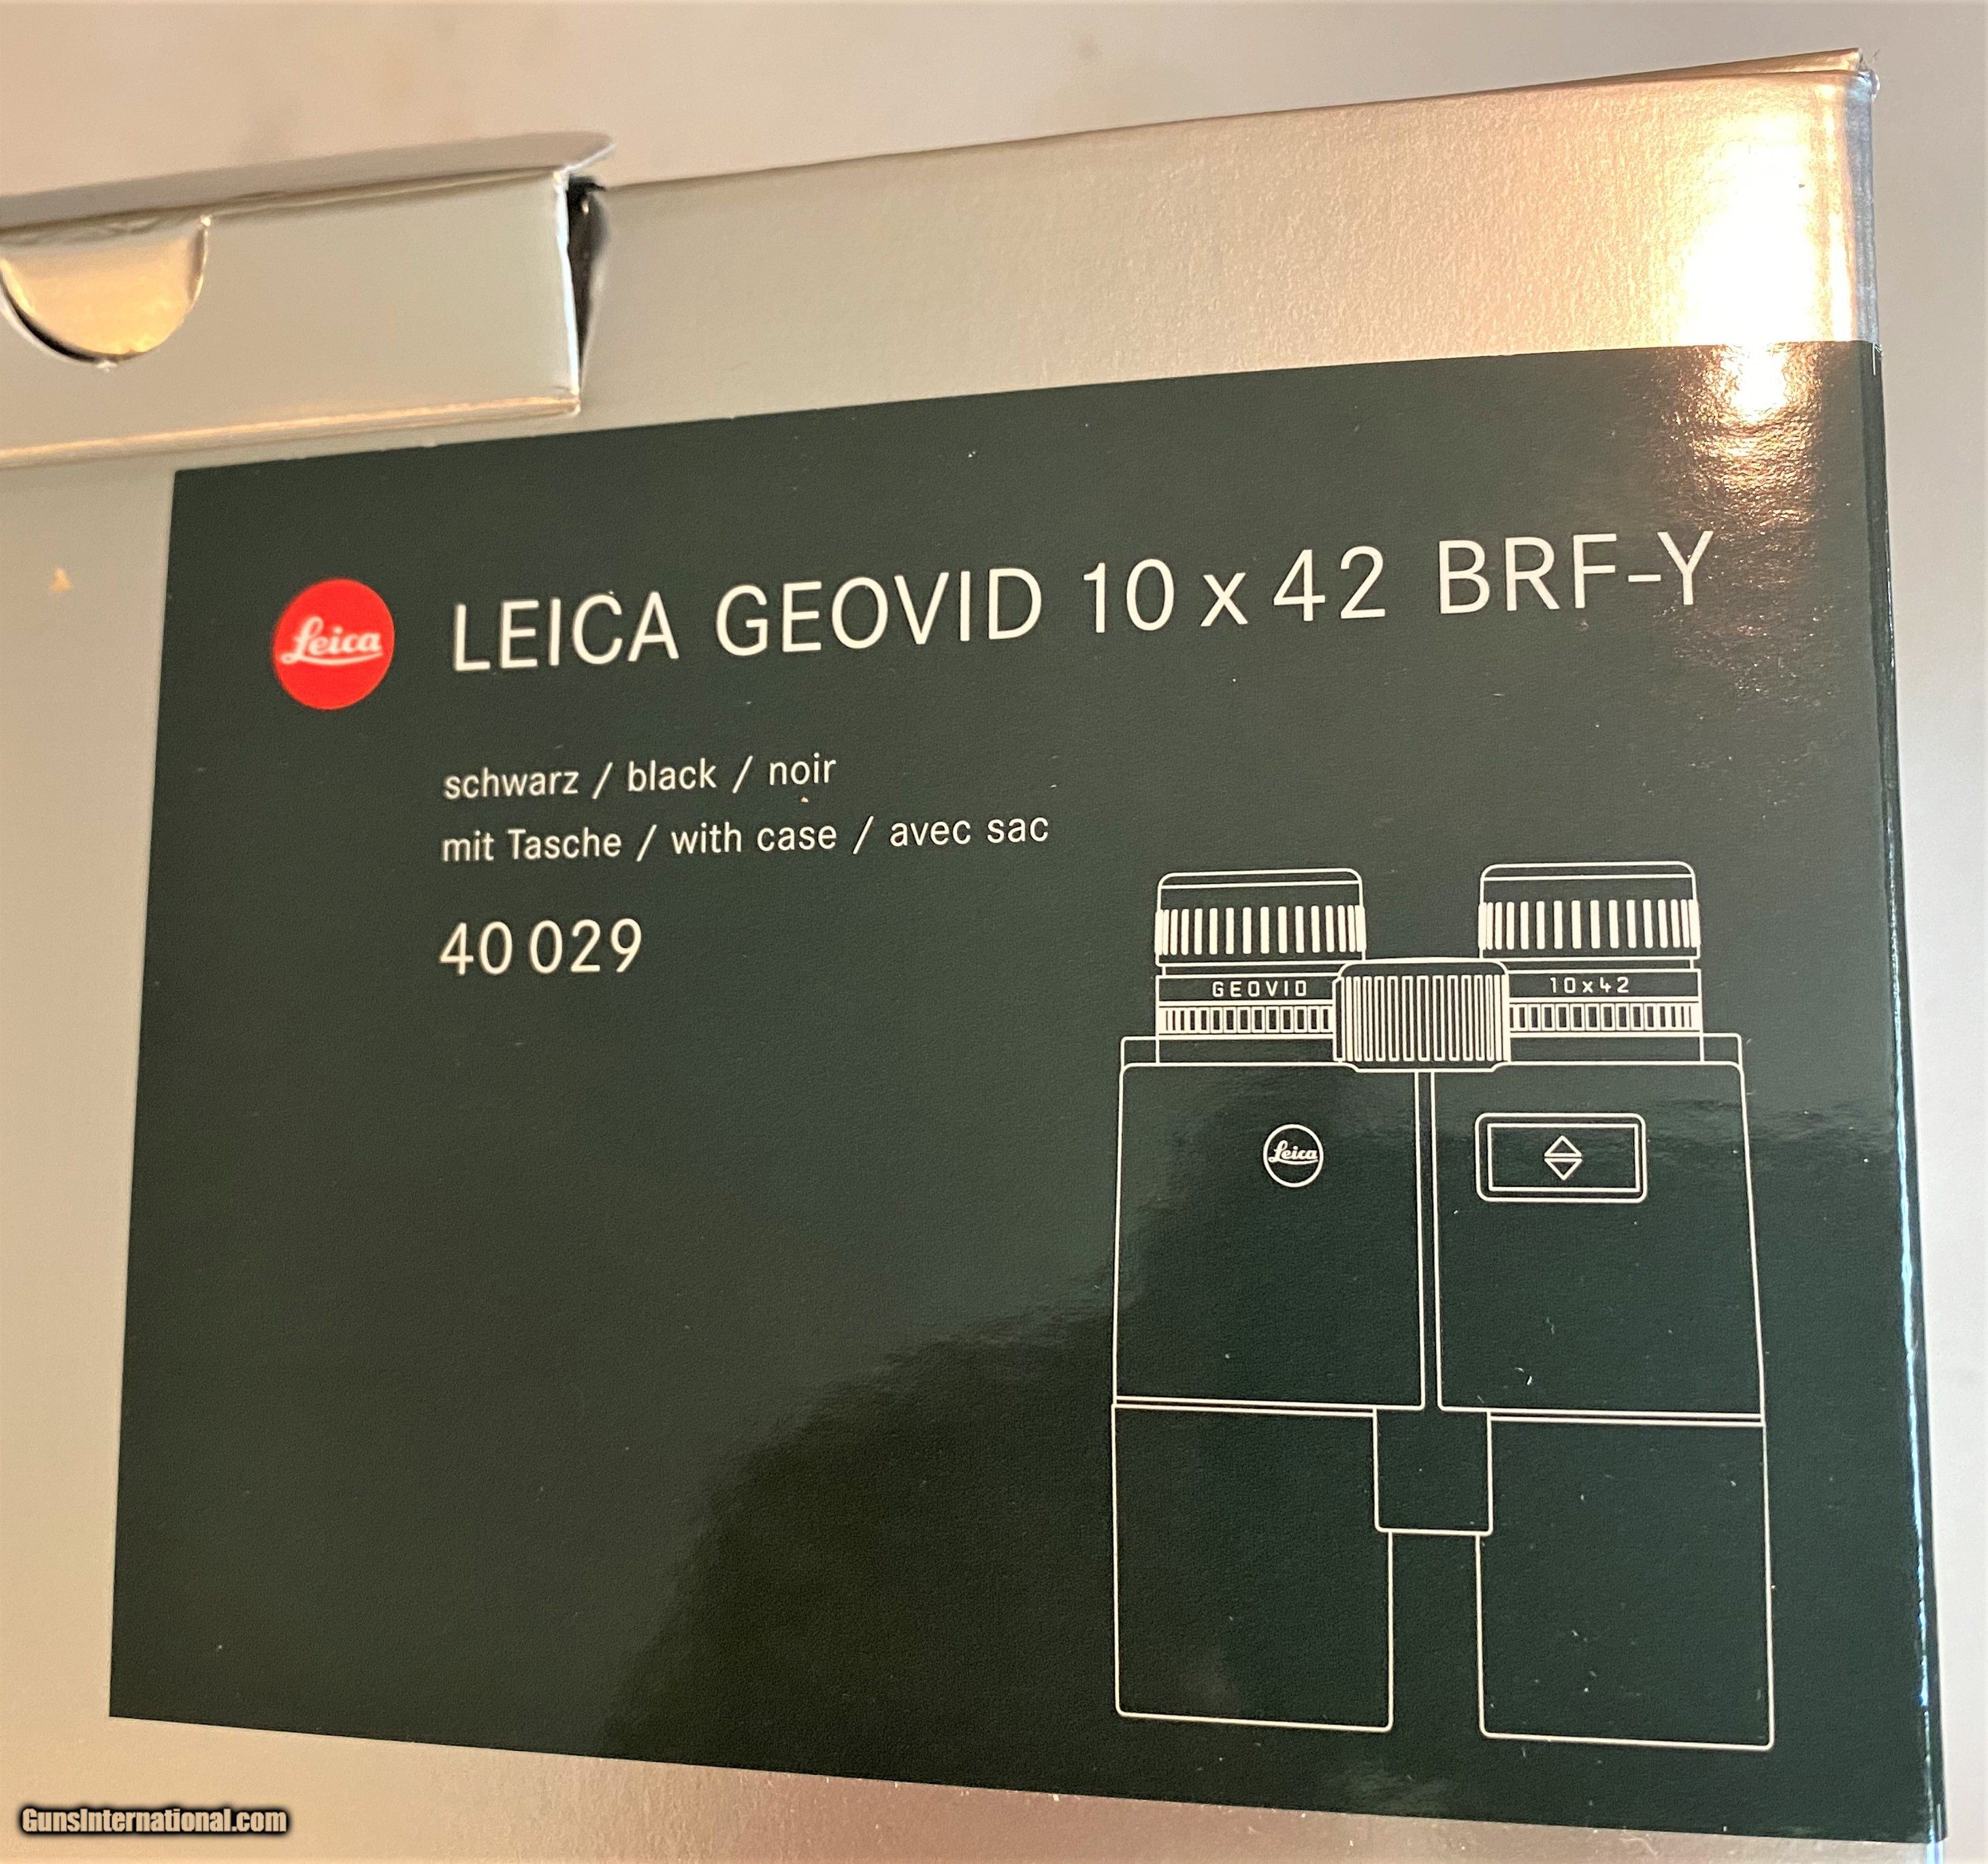 Leica
LEICA GEOVID 10 x 42 BRF-Y
schwarz / black / noir
mit Tasche / with case / avec sac
40 029
GEOVID
10x42
Leica
GunsInternational.com